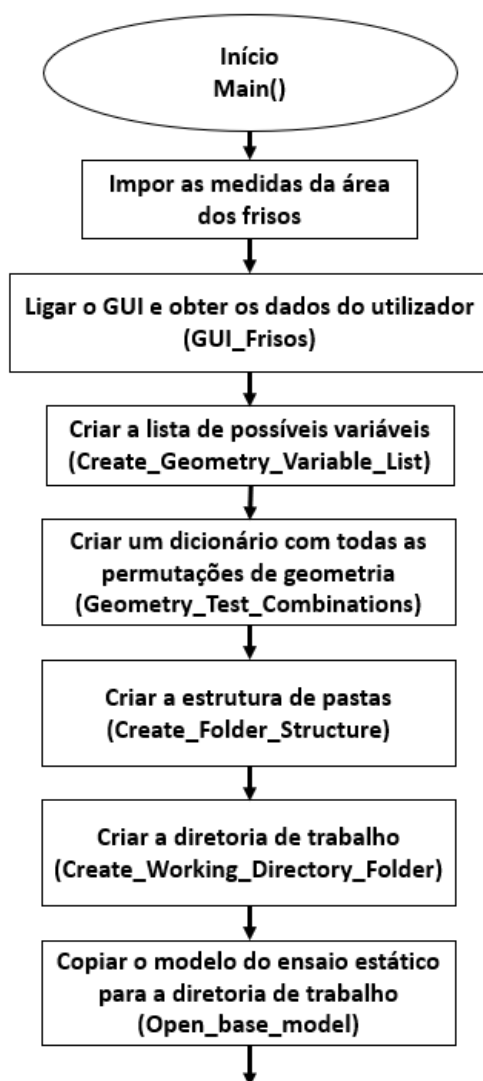 Início
Main()
Impor as medidas da área
dos frisos
Ligar o GUI e obter os dados do utilizador
(GUI_Frisos)
Criar a lista de possíveis variáveis
(Create_Geometry_Variable_List)
Criar um dicionário com todas as
permutações de geometria
(Geometry_Test_Combinations)
Criar a estrutura de pastas
(Create_Folder_Structure)
Criar a diretoria de trabalho
(Create_Working_Directory_Folder)
Copiar o modelo do ensaio estático
para a diretoria de trabalho
(Open_base_model)